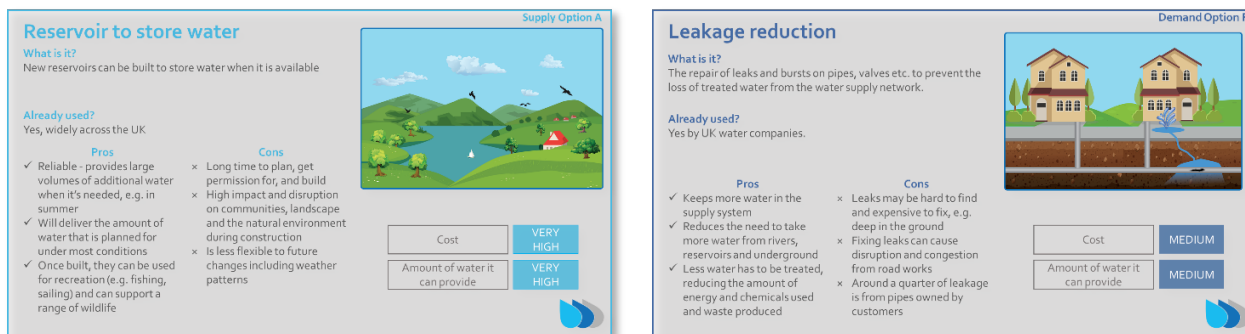 Supply Option A
Reservoir to store water
What is it?
New reservoirs can be built to store water when it is available
Already used?
Yes, widely across the UK
Pros
✓ Reliable - provides large
volumes of additional water
when it's needed, e.g. in
summer
✓ Will deliver the amount of
water that is planned for
under most conditions
✓ Once built, they can be used
for recreation (e.g. fishing,
sailing) and can support a
range of wildlife
Cons
× Long time to plan, get
permission for, and build
× High impact and disruption
on communities, landscape
and the natural environment
during construction
× Is less flexible to future
changes including weather
patterns
Cost
VERY
HIGH
Amount of water it
can provide
VERY
HIGH
Demand Option
Leakage reduction
What is it?
The repair of leaks and bursts on pipes, valves etc. to prevent the
loss of treated water from the water supply network.
Already used?
Yes by UK water companies.
Pros
✓ Keeps more water in the
supply system
✓ Reduces the need to take
more water from rivers,
reservoirs and underground
✓ Less water has to be treated,
reducing the amount of
energy and chemicals used
and waste produced
Cons
× Leaks may be hard to find
and expensive to fix, e.g.
deep in the ground
× Fixing leaks can cause
disruption and congestion
from road works
× Around a quarter of leakage
is from pipes owned by
customers
Cost
MEDIUM
Amount of water it
can provide
MEDIUM